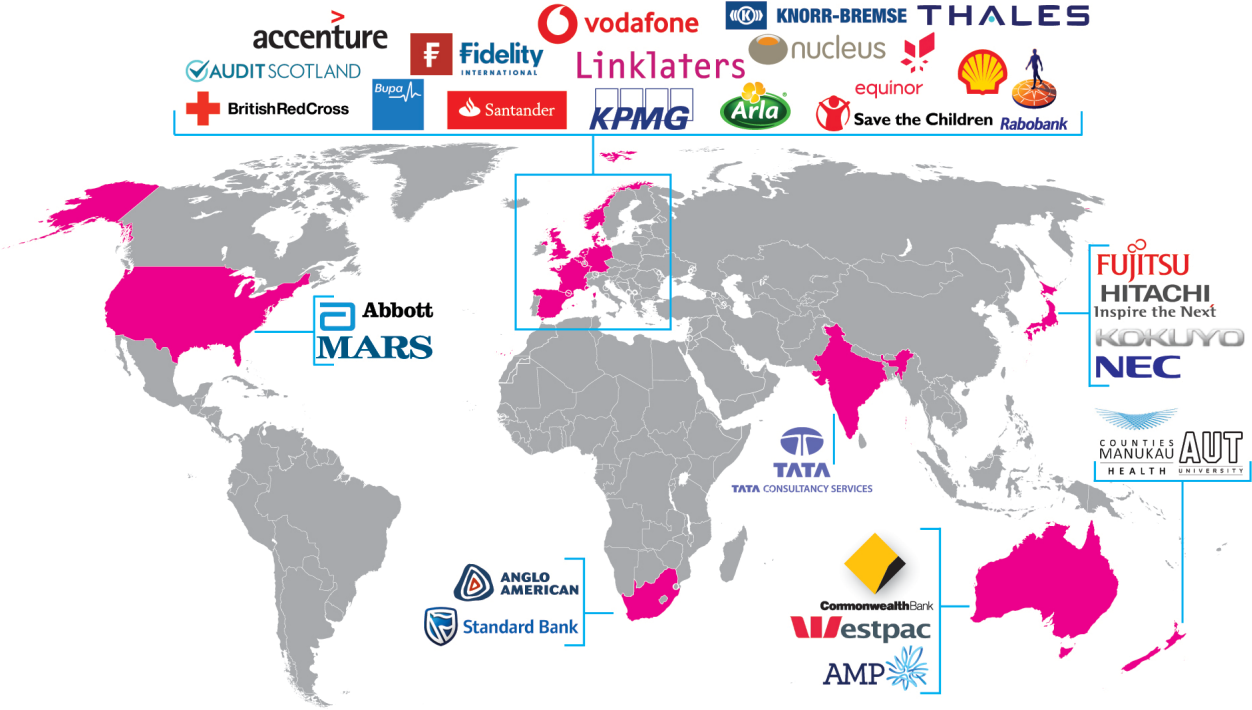 accenture
vodafone
KNORR-BREMSE
THALES
AUDIT SCOTLAND
Fidelity
INTERNATIONAL
Linklaters
nucleus
equinor
BritishRedCross
Bupa
Santander
KPMG
Arla
Save the Children
Rabobank
Abbott
MARS
FUJITSU
HITACHI
Inspire the Next
KOKUYO
NEC
TATA
TATA CONSULTANCY SERVICES
COUNTIES
MANUKAU
HEALTH
AUT
UNIVERSITY
ANGLO
AMERICAN
Standard Bank
CommonwealthBank
Westpac
AMP